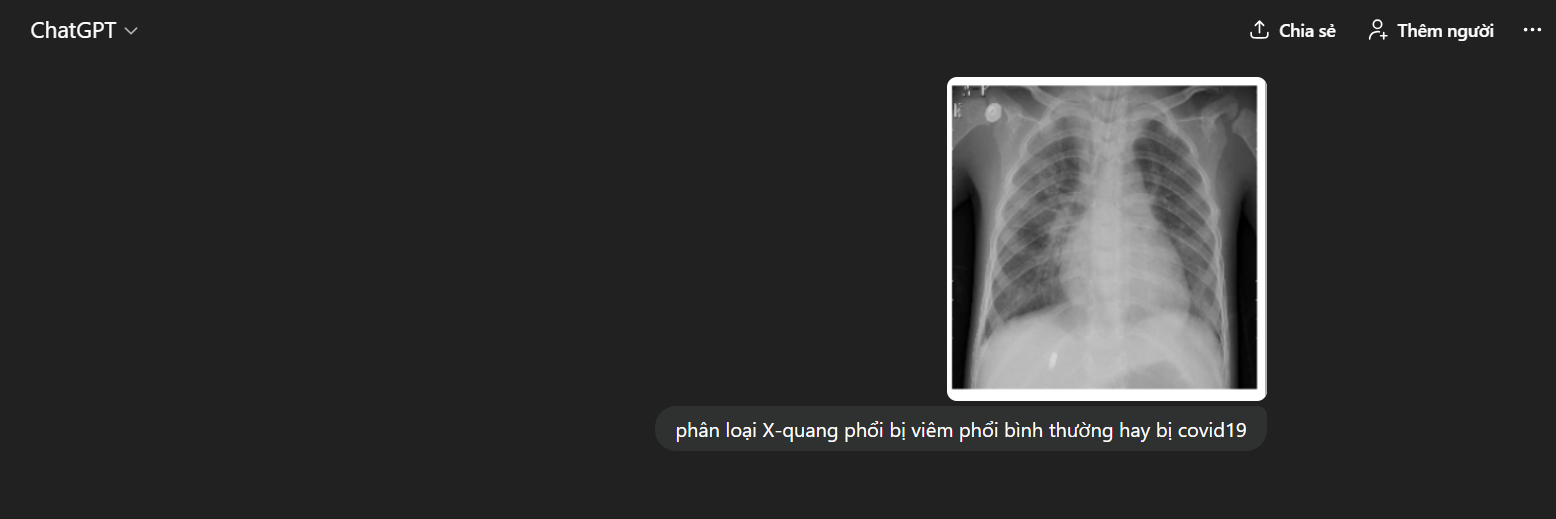 ChatGPT
Chia sẻ
Thêm người
phân loại X-quang phổi bị viêm phổi bình thường hay bị covid19